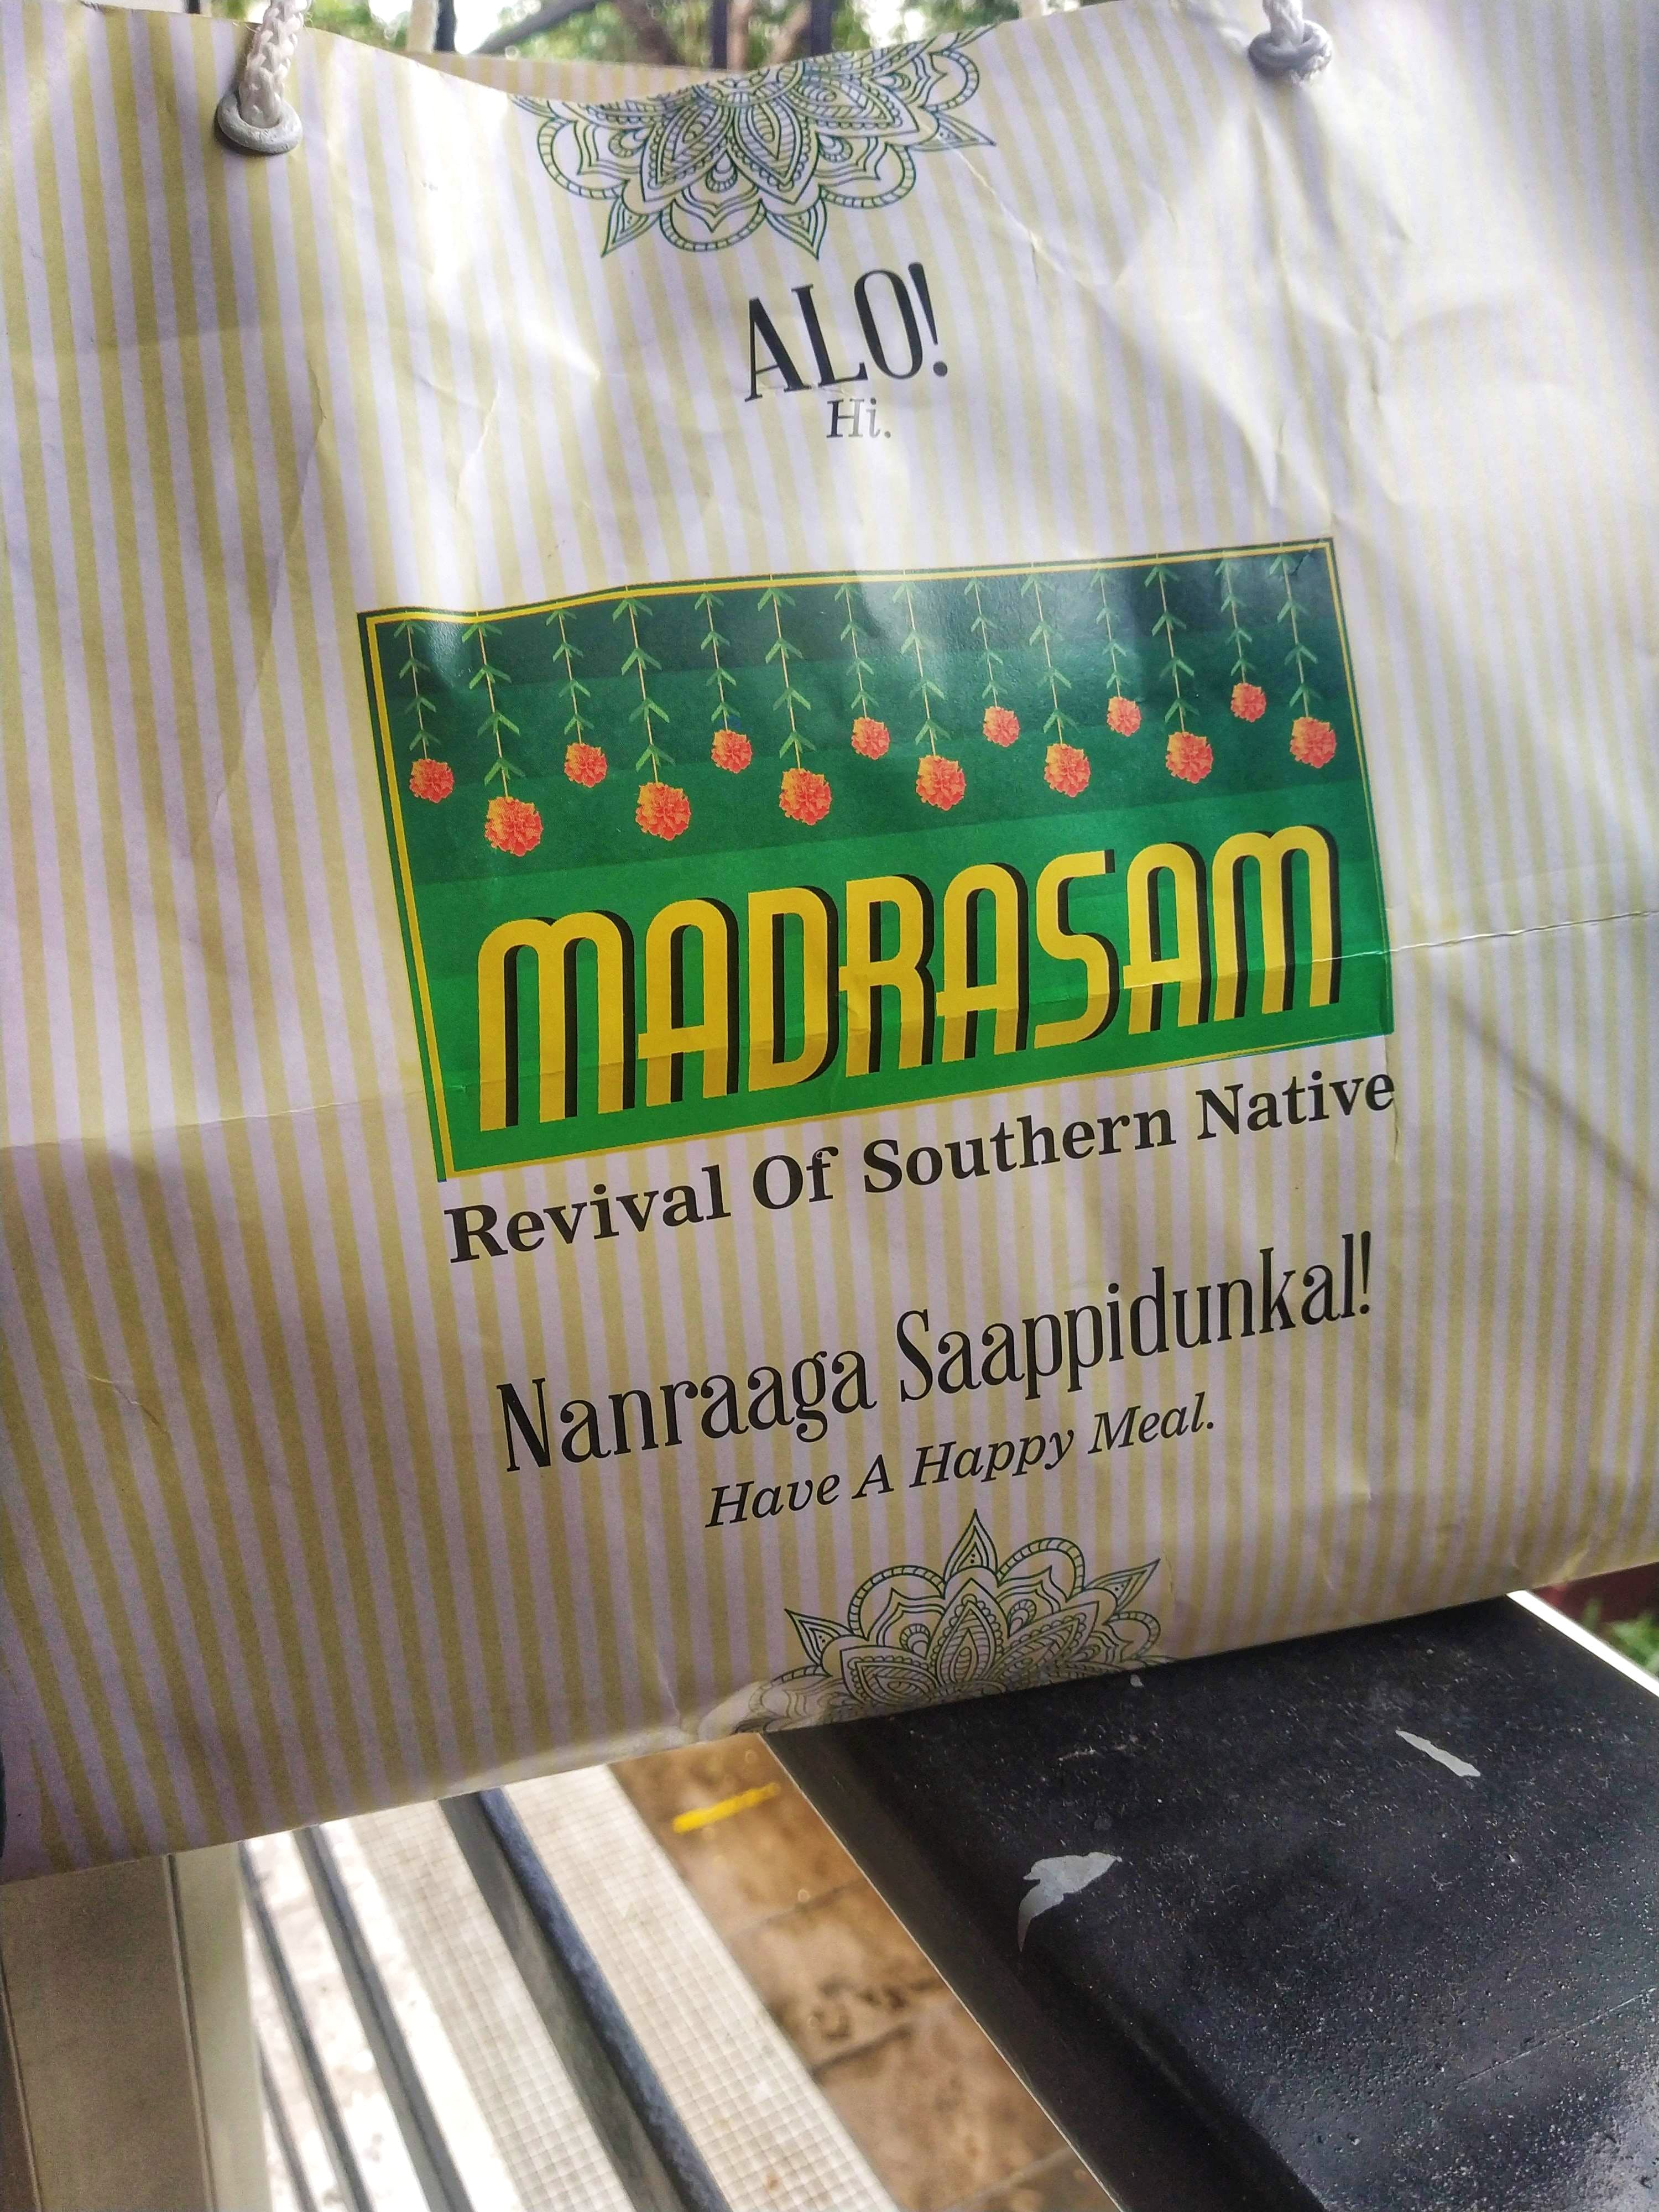 ALO!
Hi.
MADRASAM
Revival Of Southern Native
Nanraaga Saappidunkal!
Have A Happy Meal.